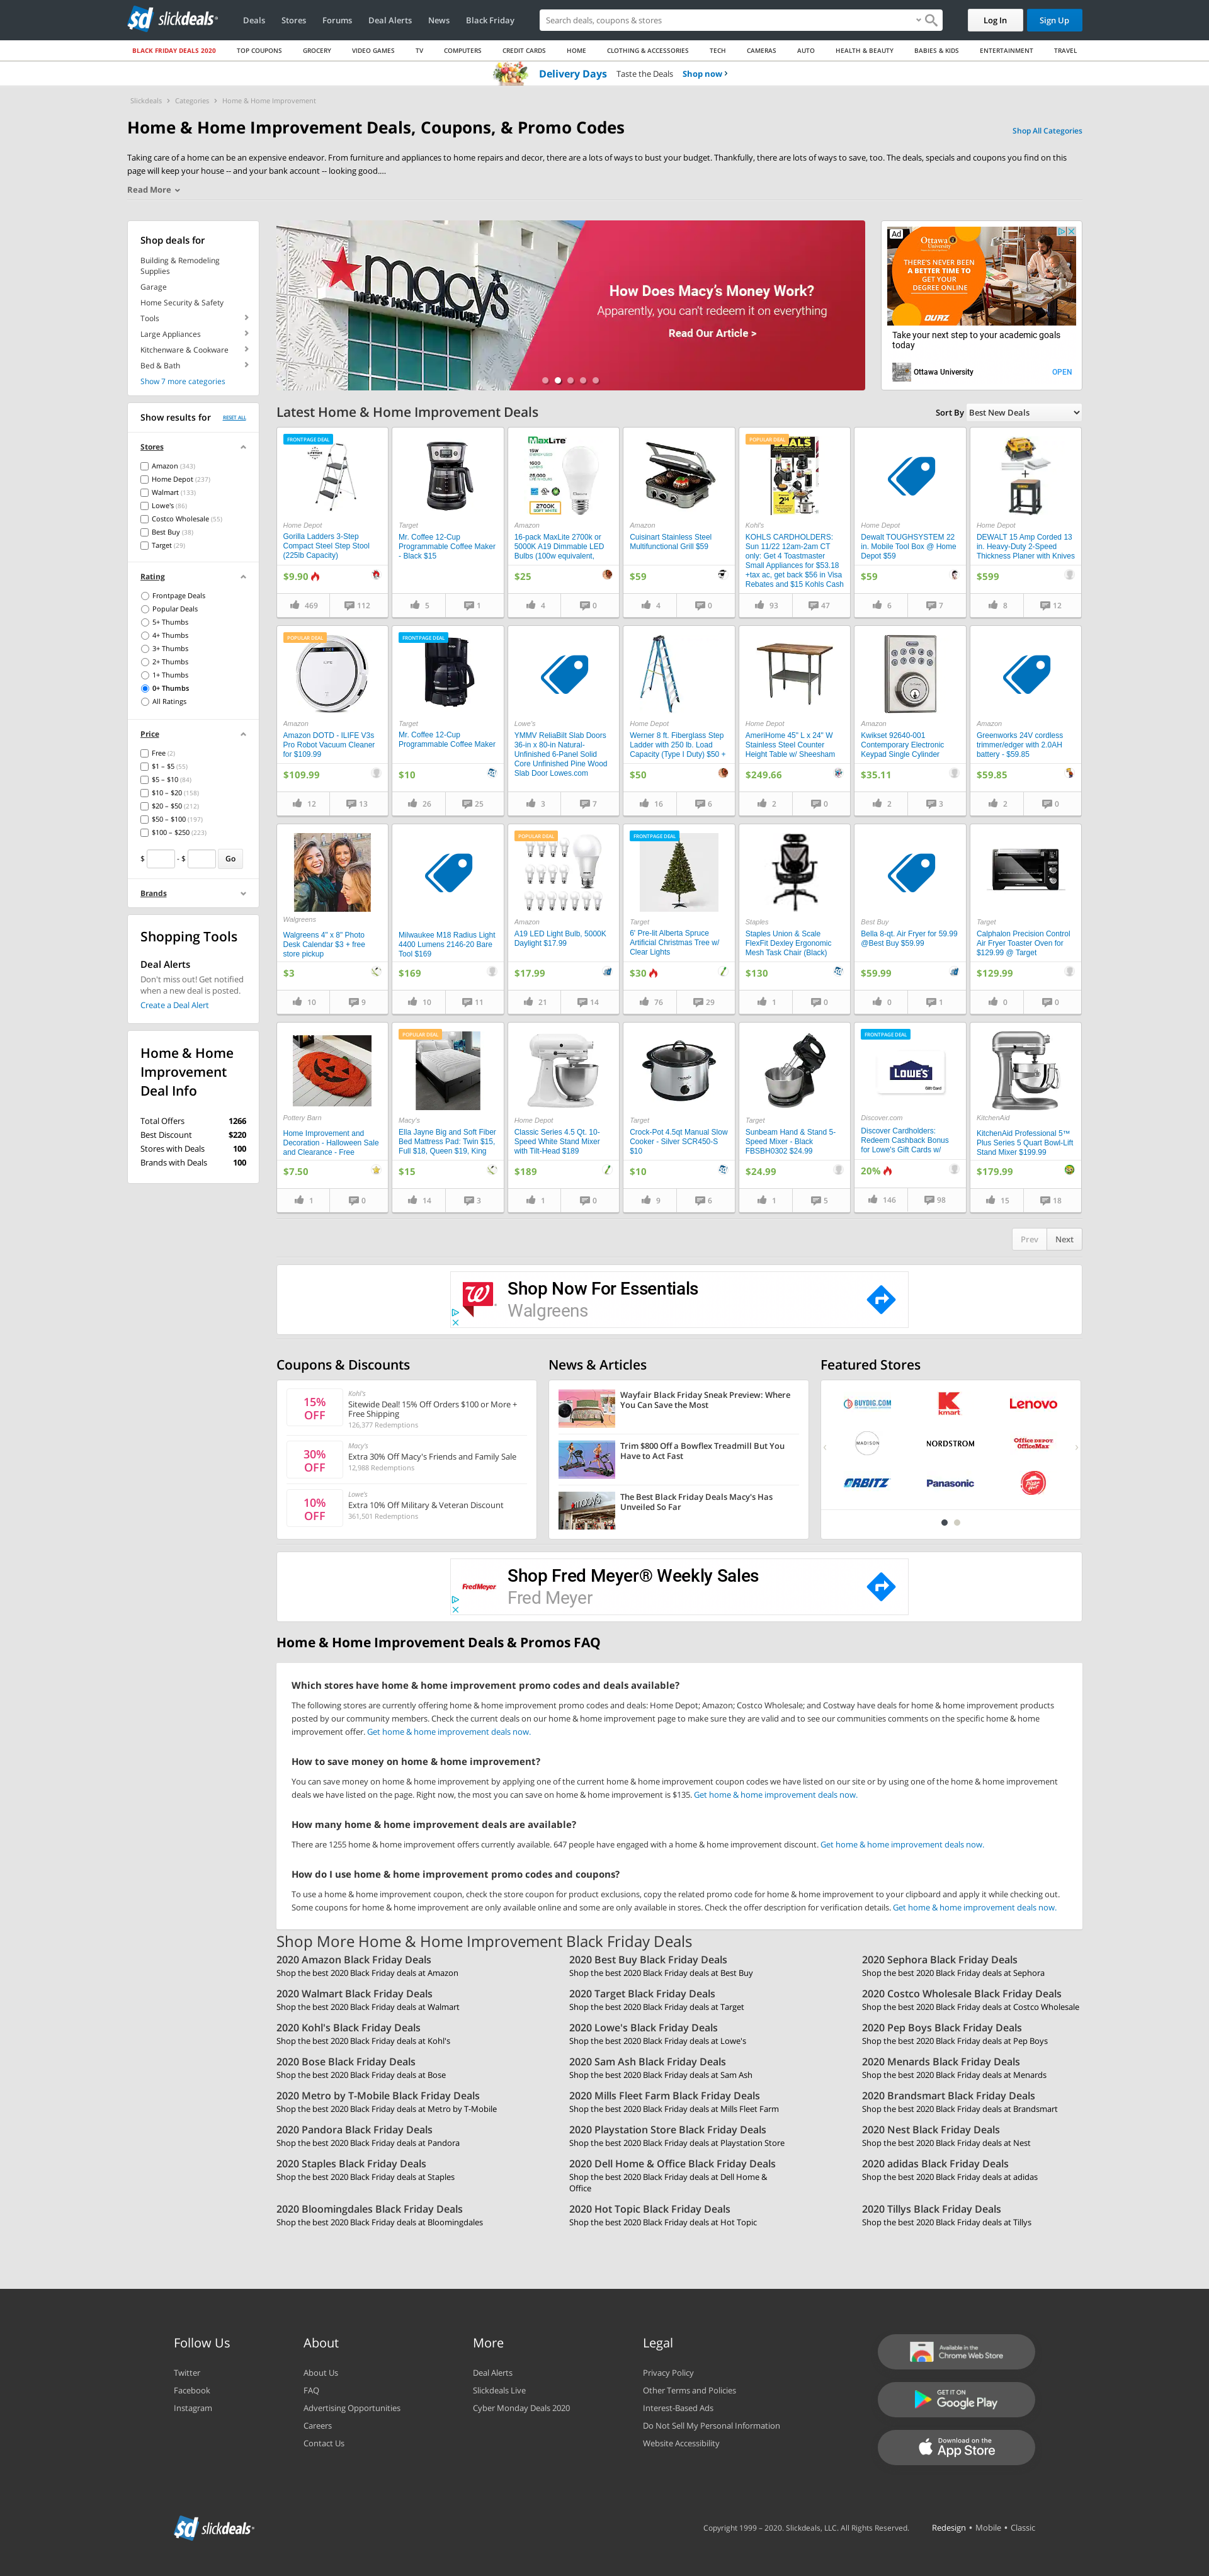 slickdeals
Deals Stores Forums Deal Alerts News Black Friday
Search deals, coupons & stores
Log In
Sign Up
BLACK FRIDAY DEALS 2020 TOP COUPONS GROCERY VIDEO GAMES TV COMPUTERS CREDIT CARDS HOME CLOTHING & ACCESSORIES TECH CAMERAS AUTO HEALTH & BEAUTY BABIES & KIDS ENTERTAINMENT TRAVEL
Delivery Days Taste the Deals Shop now ›
Slickdeals › Categories › Home & Home Improvement
Home & Home Improvement Deals, Coupons, & Promo Codes
Shop All Categories
Taking care of a home can be an expensive endeavor. From furniture and appliances to home repairs and decor, there are a lots of ways to bust your budget. Thankfully, there are lots of ways to save, too. The deals, specials and coupons you find on this
page will keep your house -- and your bank account -- looking good....
Read More
Shop deals for
Building & Remodeling
Supplies
Garage
Home Security & Safety
Tools
Large Appliances
Kitchenware & Cookware
Bed & Bath
Show 7 more categories
macy's
MEN'S HOME FURNITURE
How Does Macy's Money Work?
Apparently, you can't redeem it on everything
Read Our Article >
Ad
Ottawa
University
THERE'S NEVER BEEN
A BETTER TIME TO
GET YOUR
DEGREE ONLINE
OURZ
Take your next step to your academic goals
today
Ottawa University
OPEN
Show results for RESET ALL
Stores
Amazon (343)
Home Depot (237)
Walmart (133)
Lowe's (86)
Costco Wholesale (55)
Best Buy (38)
Target (29)
Rating
Frontpage Deals
Popular Deals
5+ Thumbs
4+ Thumbs
3+ Thumbs
2+ Thumbs
1+ Thumbs
0+ Thumbs
All Ratings
Price
Free (2)
$1 – $5 (55)
$5 – $10 (84)
$10 – $20 (158)
$20 – $50 (212)
$50 – $100 (197)
$100 – $250 (223)
$ - $ Go
Brands
Shopping Tools
Deal Alerts
Don't miss out! Get notified
when a new deal is posted.
Create a Deal Alert
Home & Home
Improvement
Deal Info
Total Offers 1266
Best Discount $220
Stores with Deals 100
Brands with Deals 100
Latest Home & Home Improvement Deals
Sort By Best New Deals
FRONTPAGE DEAL
Home Depot
Gorilla Ladders 3-Step
Compact Steel Step Stool
(225lb Capacity)
$9.90
469 112
Target
Mr. Coffee 12-Cup
Programmable Coffee Maker
- Black $15
5 1
MaxLite
2700K
SOFT WHITE
Amazon
16-pack MaxLite 2700k or
5000K A19 Dimmable LED
Bulbs (100w equivalent,
$25
4 0
Amazon
Cuisinart Stainless Steel
Multifunctional Grill $59
$59
4 0
POPULAR DEAL
Kohl's
KOHLS CARDHOLDERS:
Sun 11/22 12am-2am CT
only: Get 4 Toastmaster
Small Appliances for $53.18
+tax ac, get back $56 in Visa
Rebates and $15 Kohls Cash
93 47
Home Depot
Dewalt TOUGHSYSTEM 22
in. Mobile Tool Box @ Home
Depot $59
$59
6 7
Home Depot
DEWALT 15 Amp Corded 13
in. Heavy-Duty 2-Speed
Thickness Planer with Knives
$599
8 12
POPULAR DEAL
Amazon
Amazon DOTD - ILIFE V3s
Pro Robot Vacuum Cleaner
for $109.99
$109.99
12 13
FRONTPAGE DEAL
Target
Mr. Coffee 12-Cup
Programmable Coffee Maker
$10
26 25
Lowe's
YMMV ReliaBilt Slab Doors
36-in x 80-in Natural-
Unfinished 6-Panel Solid
Core Unfinished Pine Wood
Slab Door Lowes.com
3 7
Home Depot
Werner 8 ft. Fiberglass Step
Ladder with 250 lb. Load
Capacity (Type I Duty) $50 +
$50
16 6
Home Depot
AmeriHome 45" L x 24" W
Stainless Steel Counter
Height Table w/ Sheesham
$249.66
2 0
Amazon
Kwikset 92640-001
Contemporary Electronic
Keypad Single Cylinder
$35.11
2 3
Amazon
Greenworks 24V cordless
trimmer/edger with 2.0AH
battery - $59.85
$59.85
2 0
Walgreens
Walgreens 4" x 8" Photo
Desk Calendar $3 + free
store pickup
$3
10 9
Milwaukee M18 Radius Light
4400 Lumens 2146-20 Bare
Tool $169
$169
10 11
POPULAR DEAL
Amazon
A19 LED Light Bulb, 5000K
Daylight $17.99
$17.99
21 14
FRONTPAGE DEAL
Target
6' Pre-lit Alberta Spruce
Artificial Christmas Tree w/
Clear Lights
$30
76 29
Staples
Staples Union & Scale
FlexFit Dexley Ergonomic
Mesh Task Chair (Black)
$130
1 0
Best Buy
Bella 8-qt. Air Fryer for 59.99
@Best Buy $59.99
$59.99
0 1
Target
Calphalon Precision Control
Air Fryer Toaster Oven for
$129.99 @ Target
$129.99
0 0
Pottery Barn
Home Improvement and
Decoration - Halloween Sale
and Clearance - Free
$7.50
1 0
POPULAR DEAL
Macy's
Ella Jayne Big and Soft Fiber
Bed Mattress Pad: Twin $15,
Full $18, Queen $19, King
$15
14 3
Home Depot
Classic Series 4.5 Qt. 10-
Speed White Stand Mixer
with Tilt-Head $189
$189
1 0
Target
Crock-Pot 4.5qt Manual Slow
Cooker - Silver SCR450-S
$10
$10
9 6
Target
Sunbeam Hand & Stand 5-
Speed Mixer - Black
FBSBH0302 $24.99
$24.99
1 5
FRONTPAGE DEAL
LOWE'S
Gift Card
Discover.com
Discover Cardholders:
Redeem Cashback Bonus
for Lowe's Gift Cards w/
20%
146 98
KitchenAid
KitchenAid Professional 5™
Plus Series 5 Quart Bowl-Lift
Stand Mixer $199.99
$179.99
15 18
Prev Next
Shop Now For Essentials
Walgreens
Coupons & Discounts
15%
OFF
Kohl's
Sitewide Deal! 15% Off Orders $100 or More +
Free Shipping
126,377 Redemptions
30%
OFF
Macy's
Extra 30% Off Macy's Friends and Family Sale
12,988 Redemptions
10%
OFF
Lowe's
Extra 10% Off Military & Veteran Discount
361,501 Redemptions
News & Articles
Wayfair Black Friday Sneak Preview: Where
You Can Save the Most
Trim $800 Off a Bowflex Treadmill But You
Have to Act Fast
The Best Black Friday Deals Macy's Has
Unveiled So Far
Featured Stores
BUYDIG.COM
kmart
Lenovo
MADISON
NORDSTROM
Office DEPOT
OfficeMax
ORBITZ
Panasonic
Pizza Hut
Shop Fred Meyer® Weekly Sales
Fred Meyer
Home & Home Improvement Deals & Promos FAQ
Which stores have home & home improvement promo codes and deals available?
The following stores are currently offering home & home improvement promo codes and deals: Home Depot; Amazon; Costco Wholesale; and Costway have deals for home & home improvement products
posted by our community members. Check the current deals on our home & home improvement page to make sure they are valid and to see our communities comments on the specific home & home
improvement offer. Get home & home improvement deals now.
How to save money on home & home improvement?
You can save money on home & home improvement by applying one of the current home & home improvement coupon codes we have listed on our site or by using one of the home & home improvement
deals we have listed on the page. Right now, the most you can save on home & home improvement is $135. Get home & home improvement deals now.
How many home & home improvement deals are available?
There are 1255 home & home improvement offers currently available. 647 people have engaged with a home & home improvement discount. Get home & home improvement deals now.
How do I use home & home improvement promo codes and coupons?
To use a home & home improvement coupon, check the store coupon for product exclusions, copy the related promo code for home & home improvement to your clipboard and apply it while checking out.
Some coupons for home & home improvement are only available online and some are only available in stores. Check the offer description for verification details. Get home & home improvement deals now.
Shop More Home & Home Improvement Black Friday Deals
2020 Amazon Black Friday Deals
Shop the best 2020 Black Friday deals at Amazon
2020 Best Buy Black Friday Deals
Shop the best 2020 Black Friday deals at Best Buy
2020 Sephora Black Friday Deals
Shop the best 2020 Black Friday deals at Sephora
2020 Walmart Black Friday Deals
Shop the best 2020 Black Friday deals at Walmart
2020 Target Black Friday Deals
Shop the best 2020 Black Friday deals at Target
2020 Costco Wholesale Black Friday Deals
Shop the best 2020 Black Friday deals at Costco Wholesale
2020 Kohl's Black Friday Deals
Shop the best 2020 Black Friday deals at Kohl's
2020 Lowe's Black Friday Deals
Shop the best 2020 Black Friday deals at Lowe's
2020 Pep Boys Black Friday Deals
Shop the best 2020 Black Friday deals at Pep Boys
2020 Bose Black Friday Deals
Shop the best 2020 Black Friday deals at Bose
2020 Sam Ash Black Friday Deals
Shop the best 2020 Black Friday deals at Sam Ash
2020 Menards Black Friday Deals
Shop the best 2020 Black Friday deals at Menards
2020 Metro by T-Mobile Black Friday Deals
Shop the best 2020 Black Friday deals at Metro by T-Mobile
2020 Mills Fleet Farm Black Friday Deals
Shop the best 2020 Black Friday deals at Mills Fleet Farm
2020 Brandsmart Black Friday Deals
Shop the best 2020 Black Friday deals at Brandsmart
2020 Pandora Black Friday Deals
Shop the best 2020 Black Friday deals at Pandora
2020 Playstation Store Black Friday Deals
Shop the best 2020 Black Friday deals at Playstation Store
2020 Nest Black Friday Deals
Shop the best 2020 Black Friday deals at Nest
2020 Staples Black Friday Deals
Shop the best 2020 Black Friday deals at Staples
2020 Dell Home & Office Black Friday Deals
Shop the best 2020 Black Friday deals at Dell Home &
Office
2020 adidas Black Friday Deals
Shop the best 2020 Black Friday deals at adidas
2020 Bloomingdales Black Friday Deals
Shop the best 2020 Black Friday deals at Bloomingdales
2020 Hot Topic Black Friday Deals
Shop the best 2020 Black Friday deals at Hot Topic
2020 Tillys Black Friday Deals
Shop the best 2020 Black Friday deals at Tillys
Follow Us
Twitter
Facebook
Instagram
About
About Us
FAQ
Advertising Opportunities
Careers
Contact Us
More
Deal Alerts
Slickdeals Live
Cyber Monday Deals 2020
Legal
Privacy Policy
Other Terms and Policies
Interest-Based Ads
Do Not Sell My Personal Information
Website Accessibility
Available in the
Chrome Web Store
GET IT ON
Google Play
Download on the
App Store
slickdeals
Copyright 1999 – 2020. Slickdeals, LLC. All Rights Reserved.
Redesign • Mobile • Classic